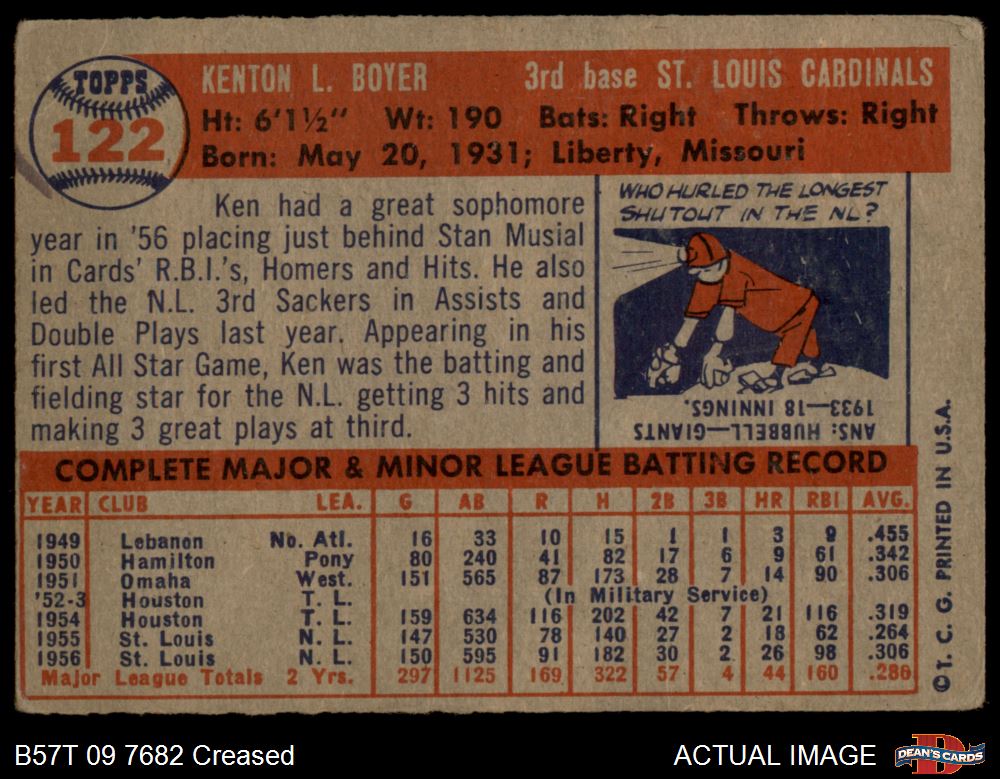 TOPPS
122
KENTON L. BOYER 3rd base ST. LOUIS CARDINALS
Ht: 6'1½" Wt: 190 Bats: Right Throws: Right
Born: May 20, 1931; Liberty, Missouri
Ken had a great sophomore
year in '56 placing just behind Stan Musial
in Cards' R.B.I.'s, Homers and Hits. He also
led the N.L. 3rd Sackers in Assists and
Double Plays last year. Appearing in his
first All Star Game, Ken was the batting and
fielding star for the N.L. getting 3 hits and
making 3 great plays at third.
WHO HURLED THE LONGEST
SHUTOUT IN THE NL?
ANS: HUBBELL—GIANTS
1933—18 INNINGS.
COMPLETE MAJOR & MINOR LEAGUE BATTING RECORD
YEAR CLUB LEA. G AB R H 2B 3B HR RBI AVG.
1949 Lebanon No. Atl. 16 33 10 15 1 1 3 9 .455
1950 Hamilton Pony 80 240 41 82 17 6 9 61 .342
1951 Omaha West. 151 565 87 173 28 7 14 90 .306
'52-3 Houston T. L. (In Military Service)
1954 Houston T. L. 159 634 116 202 42 7 21 116 .319
1955 St. Louis N. L. 147 530 78 140 27 2 18 62 .264
1956 St. Louis N. L. 150 595 91 182 30 2 26 98 .306
Major League Totals 2 Yrs. 297 1125 169 322 57 4 44 160 .286
© T. C. G. PRINTED IN U.S.A.
B57T 09 7682 Creased
ACTUAL IMAGE
DEAN'S CARDS